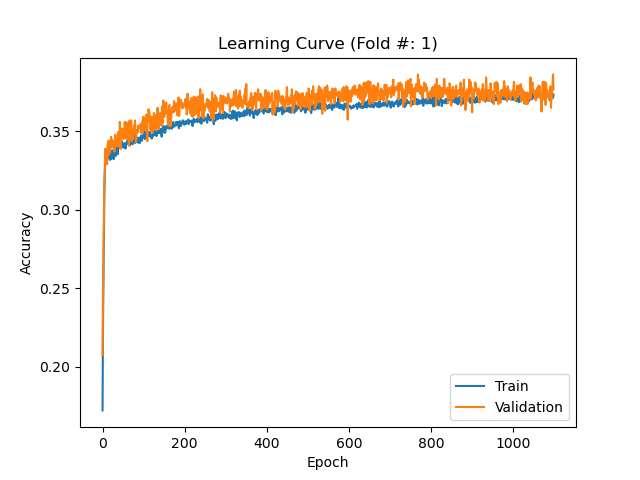 Learning Curve (Fold #: 1)
Accuracy
0.35
0.30
0.25
0.20
0
200
400
600
800
1000
Epoch
Train
Validation